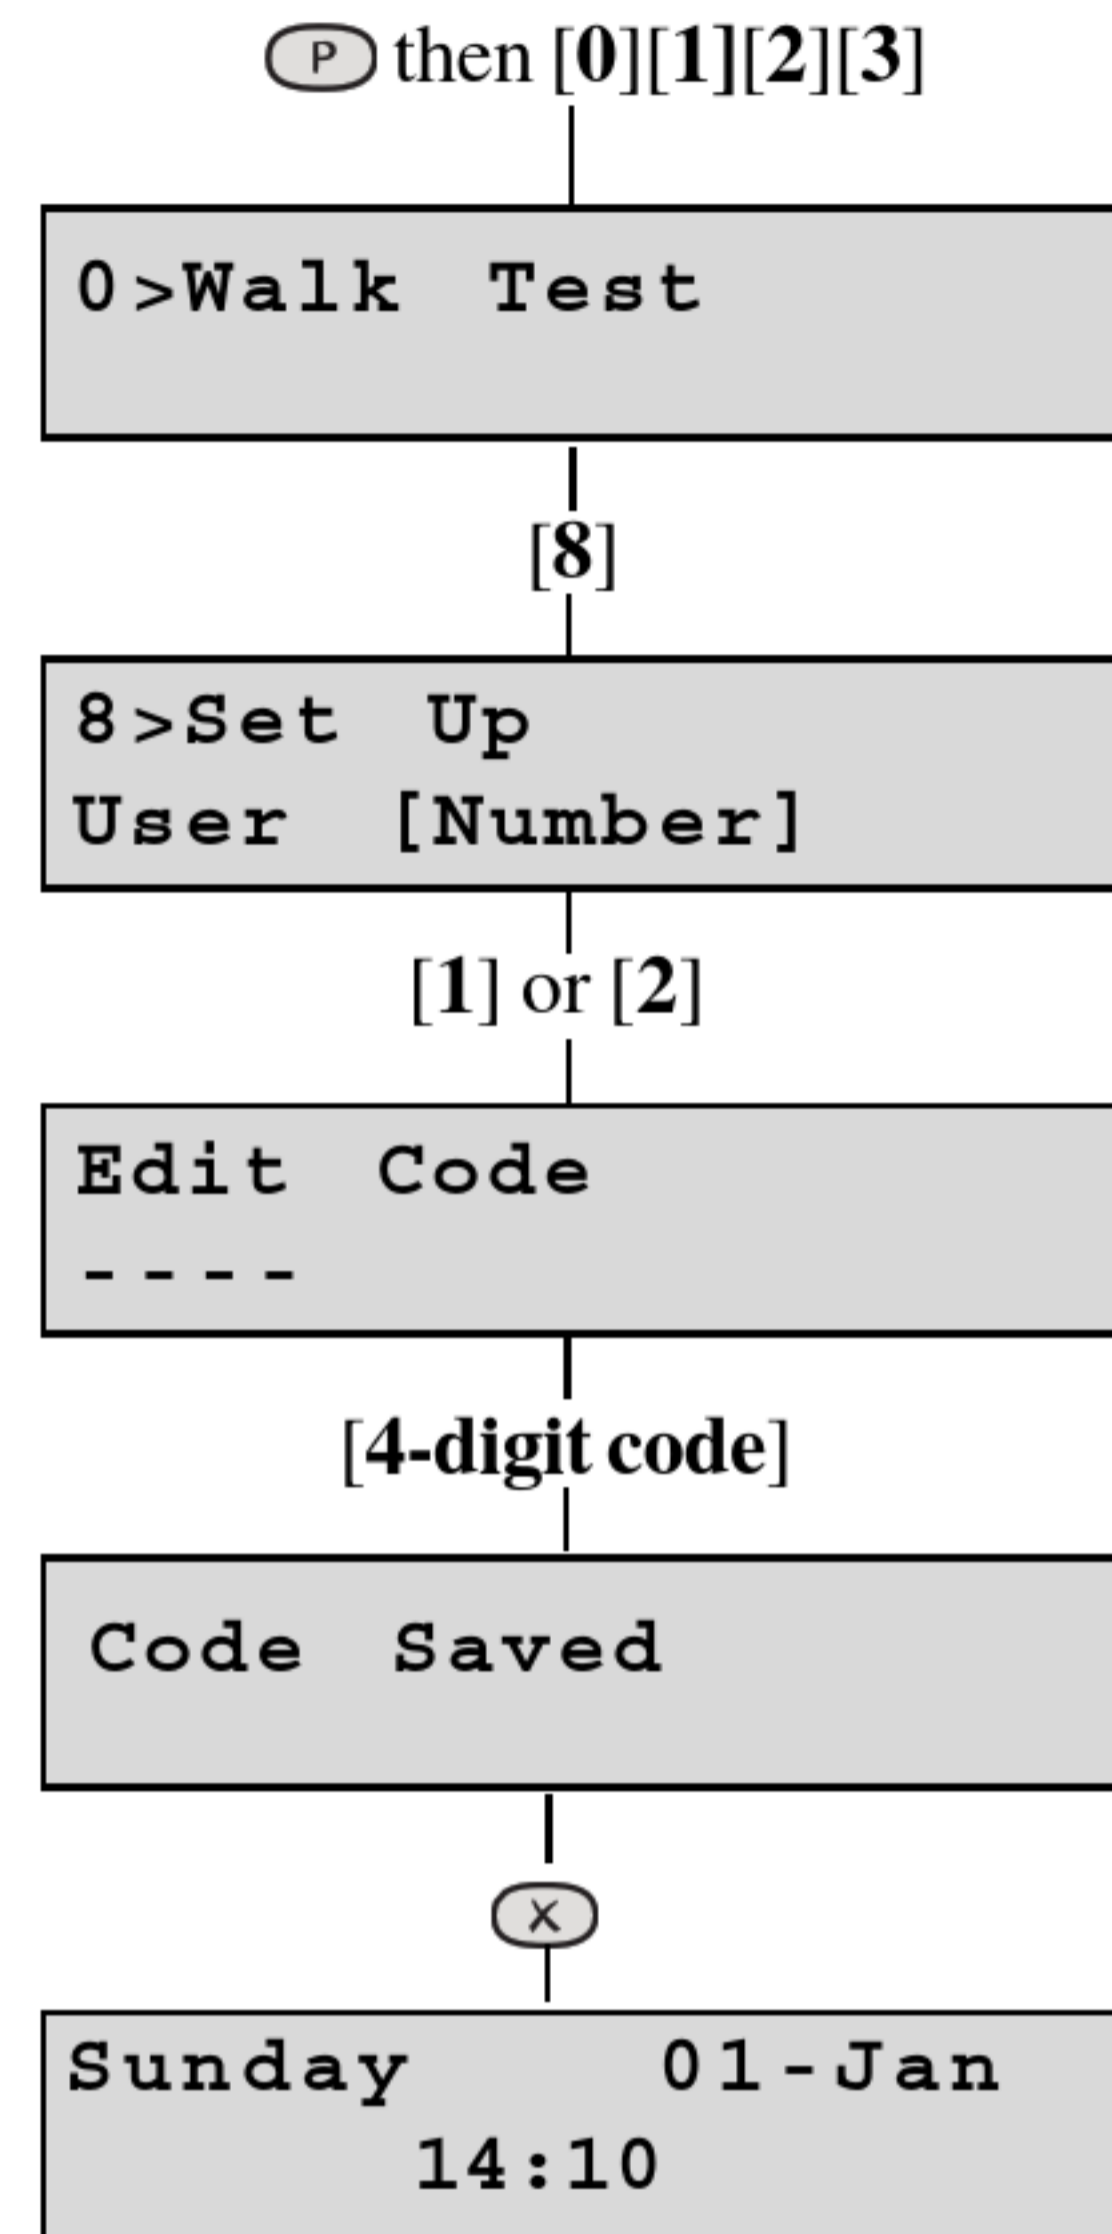 P then [0][1][2][3]
0>Walk Test
[8]
8>Set Up
User [Number]
[1] or [2]
Edit Code
----
[4-digit code]
Code Saved
X
Sunday 01-Jan
14:10